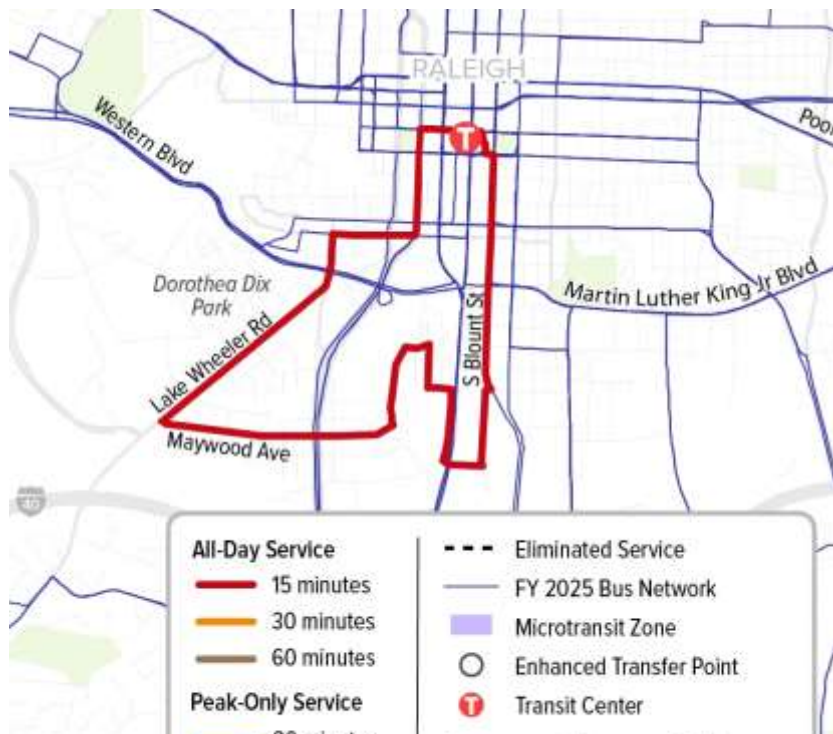 RALEIGH
Western Blvd
Dorothea Dix
Park
Lake Wheeler Rd
Maywood Ave
S Blount St
Martin Luther King Jr Blvd
40
All-Day Service
15 minutes
30 minutes
60 minutes
Peak-Only Service
Eliminated Service
FY 2025 Bus Network
Microtransit Zone
Enhanced Transfer Point
T
Transit Center
T